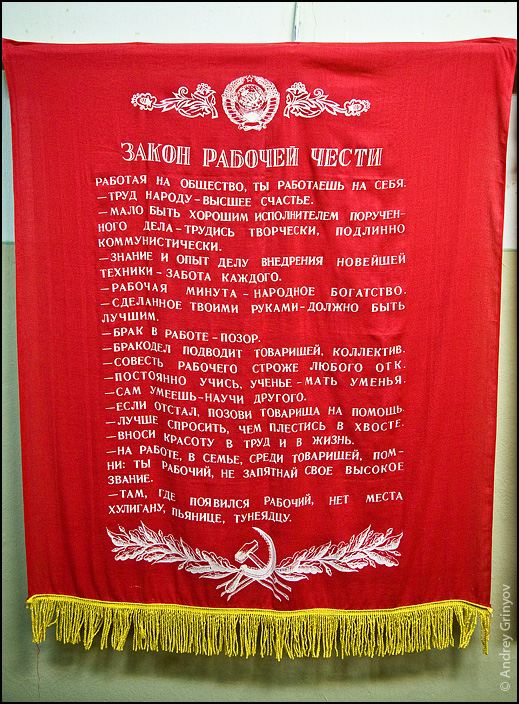 ЗАКОН РАБОЧЕЙ ЧЕСТИ
РАБОТАЯ НА ОБЩЕСТВО, ТЫ РАБОТАЕШЬ НА СЕБЯ.
—ТРУД НАРОДУ–ВЫСШЕЕ СЧАСТЬЕ.
—МАЛО БЫТЬ ХОРОШИМ ИСПОЛНИТЕЛЕМ ПОРУЧЕН-
НОГО ДЕЛА–ТРУДИСЬ ТВОРЧЕСКИ, ПОДЛИННО
КОММУНИСТИЧЕСКИ.
—ЗНАНИЕ И ОПЫТ ДЕЛУ ВНЕДРЕНИЯ НОВЕЙШЕЙ
ТЕХНИКИ–ЗАБОТА КАЖДОГО.
—РАБОЧАЯ МИНУТА–НАРОДНОЕ БОГАТСТВО.
—СДЕЛАННОЕ ТВОИМИ РУКАМИ–ДОЛЖНО БЫТЬ
ЛУЧШИМ.
—БРАК В РАБОТЕ–ПОЗОР.
—БРАКОДЕЛ ПОДВОДИТ ТОВАРИЩЕЙ, КОЛЛЕКТИВ.
—СОВЕСТЬ РАБОЧЕГО СТРОЖЕ ЛЮБОГО ОТК.
—ПОСТОЯННО УЧИСЬ, УЧЕНЬЕ–МАТЬ УМЕНЬЯ.
—САМ УМЕЕШЬ–НАУЧИ ДРУГОГО.
—ЕСЛИ ОТСТАЛ, ПОЗОВИ ТОВАРИЩА НА ПОМОЩЬ.
—ЛУЧШЕ СПРОСИТЬ, ЧЕМ ПЛЕСТИСЬ В ХВОСТЕ.
—ВНОСИ КРАСОТУ В ТРУД И В ЖИЗНЬ.
—НА РАБОТЕ, В СЕМЬЕ, СРЕДИ ТОВАРИЩЕЙ, ПОМ-
НИ: ТЫ РАБОЧИЙ, НЕ ЗАПЯТНАЙ СВОЕ ВЫСОКОЕ
ЗВАНИЕ.
—ТАМ, ГДЕ ПОЯВИЛСЯ РАБОЧИЙ, НЕТ МЕСТА
ХУЛИГАНУ, ПЬЯНИЦЕ, ТУНЕЯДЦУ.
© Andrey Grinyov